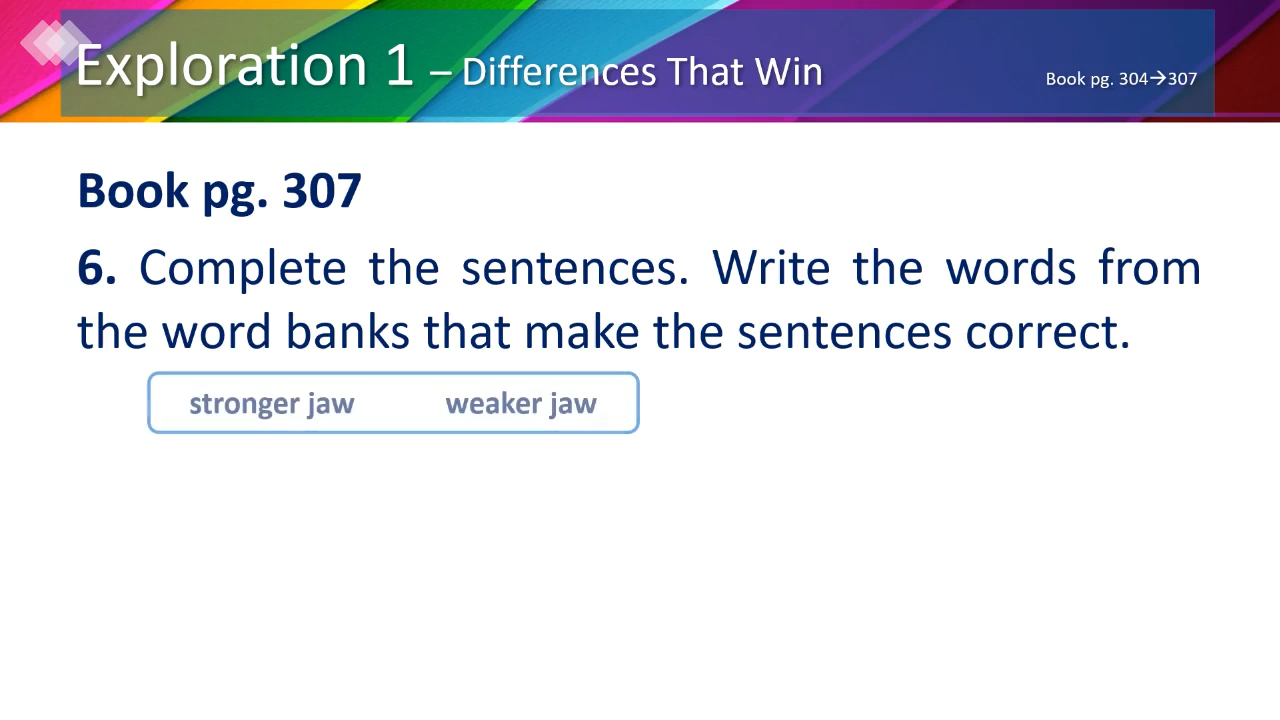 Exploration 1 – Differences That Win
Book pg. 304→307
Book pg. 307
6. Complete the sentences. Write the words from
the word banks that make the sentences correct.
stronger jaw weaker jaw